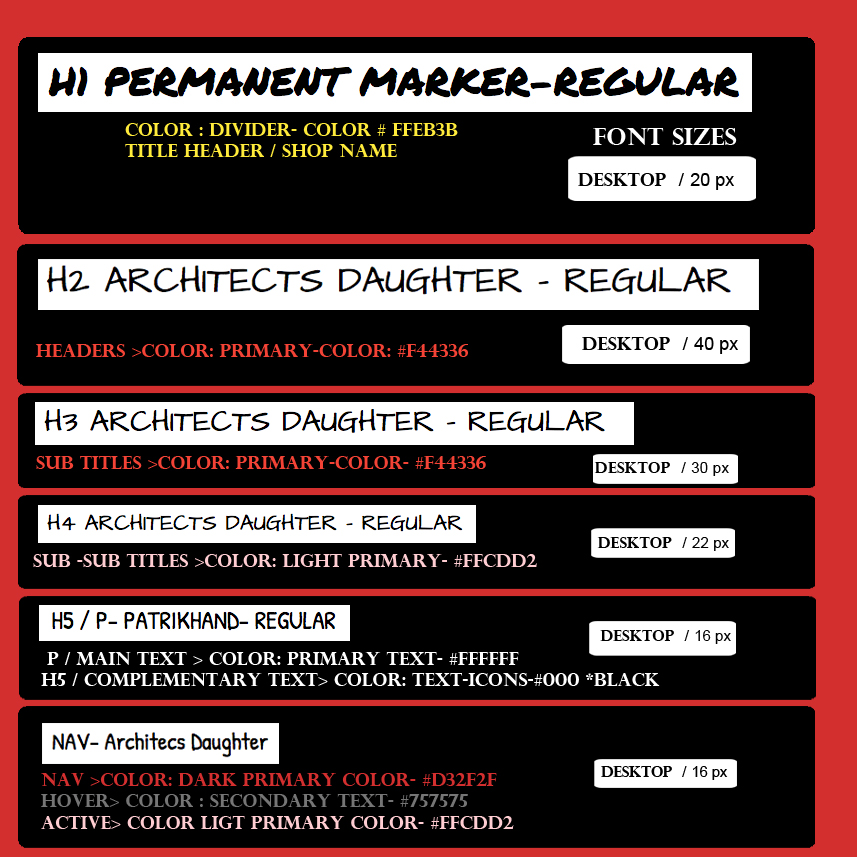 H1 PERMANENT MARKER-REGULAR
COLOR : DIVIDER- COLOR # FFEB3B
TITLE HEADER / SHOP NAME
FONT SIZES
DESKTOP / 20 px
H2 ARCHITECTS DAUGHTER - REGULAR
HEADERS >COLOR: PRIMARY-COLOR: #F44336
DESKTOP / 40 px
H3 ARCHITECTS DAUGHTER - REGULAR
SUB TITLES >COLOR: PRIMARY-COLOR- #F44336
DESKTOP / 30 px
H4 ARCHITECTS DAUGHTER - REGULAR
SUB -SUB TITLES >COLOR: LIGHT PRIMARY- #FFCDD2
DESKTOP / 22 px
H5 / P- PATRIKHAND- REGULAR
P / MAIN TEXT > COLOR: PRIMARY TEXT- #FFFFFF
H5 / COMPLEMENTARY TEXT> COLOR: TEXT-ICONS-#000 *BLACK
DESKTOP / 16 px
NAV- Architecs Daughter
NAV >COLOR: DARK PRIMARY COLOR- #D32F2F
HOVER> COLOR : SECONDARY TEXT- #757575
ACTIVE> COLOR LIGT PRIMARY COLOR- #FFCDD2
DESKTOP / 16 px